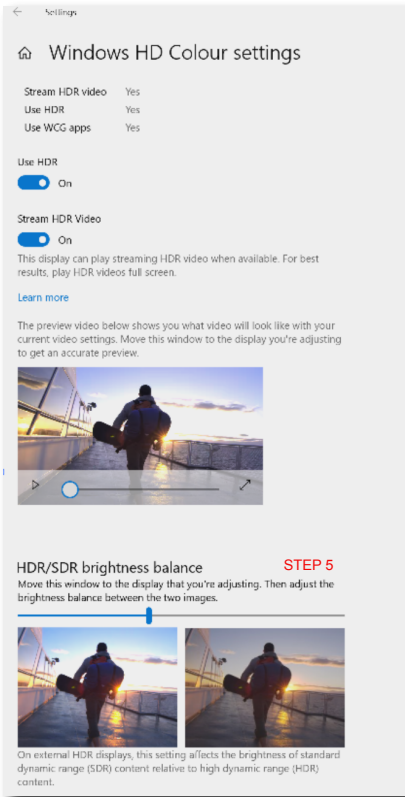 Settings
Windows HD Colour settings
Stream HDR video Yes
Use HDR Yes
Use WCG apps Yes
Use HDR
On
Stream HDR Video
On
This display can play streaming HDR video when available. For best
results, play HDR videos full screen.
Learn more
The preview video below shows you what video will look like with your
current video settings. Move this window to the display you're adjusting
to get an accurate preview.
HDR/SDR brightness balance STEP 5
Move this window to the display that you're adjusting. Then adjust the
brightness balance between the two images.
On external HDR displays, this setting affects the brightness of standard
dynamic range (SDR) content relative to high dynamic range (HDR)
content.